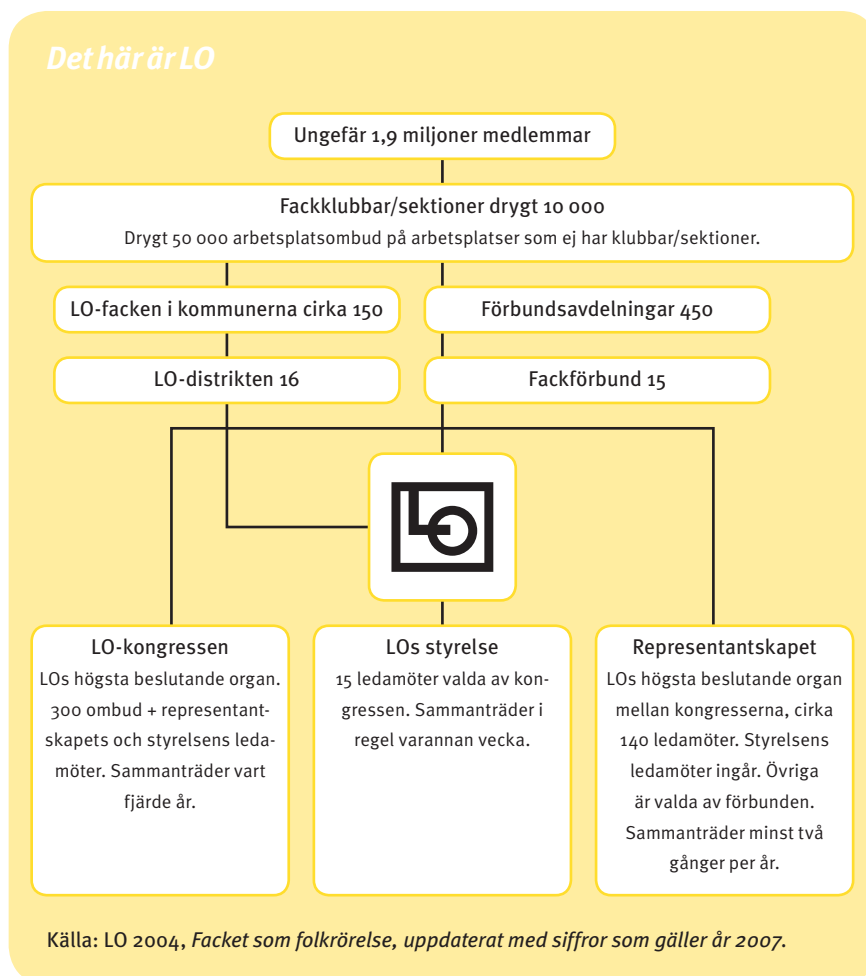 Det här är LO
Ungefär 1,9 miljoner medlemmar
Fackklubbar/sektioner drygt 10 000
Drygt 50 000 arbetsplatsombud på arbetsplatser som ej har klubbar/sektioner.
LO-facken i kommunerna cirka 150
Förbundsavdelningar 450
LO-distrikten 16
Fackförbund 15
LO
LO-kongressen
LOs högsta beslutande organ.
300 ombud + representant-
skapets och styrelsens leda-
möter. Sammanträder vart
fjärde år.
LOs styrelse
15 ledamöter valda av kon-
gressen. Sammanträder i
regel varannan vecka.
Representantskapet
LOs högsta beslutande organ
mellan kongresserna, cirka
140 ledamöter. Styrelsens
ledamöter ingår. Övriga
är valda av förbunden.
Sammanträder minst två
gånger per år.
Källa: LO 2004, Facket som folkrörelse, uppdaterat med siffror som gäller år 2007.